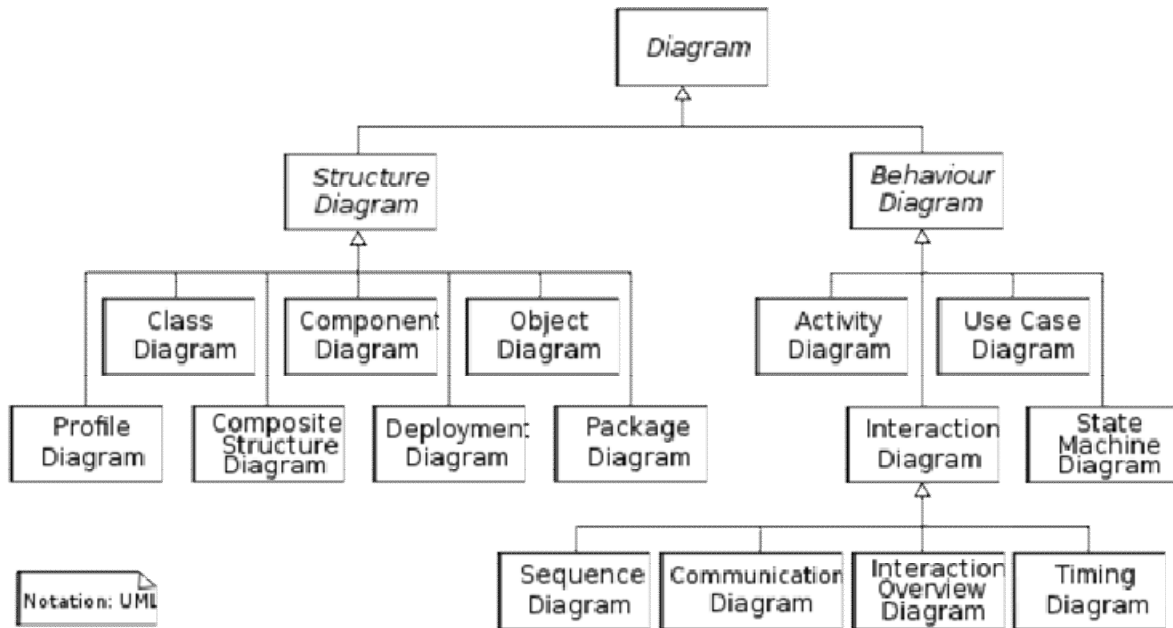 Diagram
Structure
Diagram
Behaviour
Diagram
Class
Diagram
Component
Diagram
Object
Diagram
Activity
Diagram
Use Case
Diagram
Profile
Diagram
Composite
Structure
Diagram
Deployment
Diagram
Package
Diagram
Interaction
Diagram
State
Machine
Diagram
Sequence
Diagram
Communication
Diagram
Interaction
Overview
Diagram
Timing
Diagram
Notation: UML